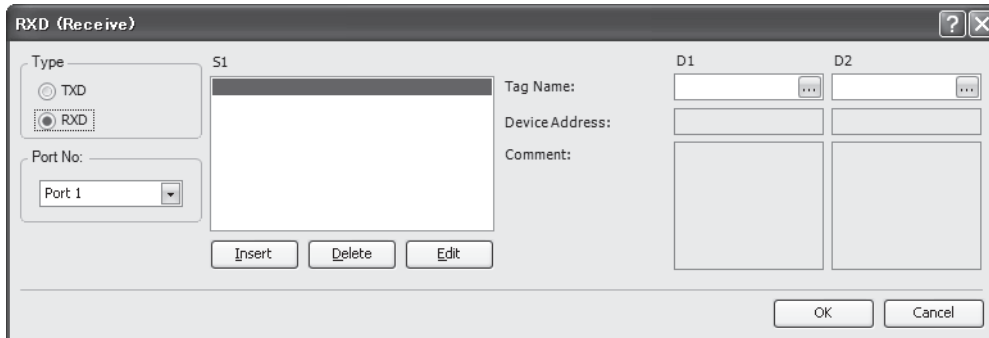 RXD (Receive)
Type
TXD
RXD
Port No:
Port 1
S1
Insert Delete Edit
D1 D2
Tag Name: ... ...
Device Address:
Comment:
OK Cancel